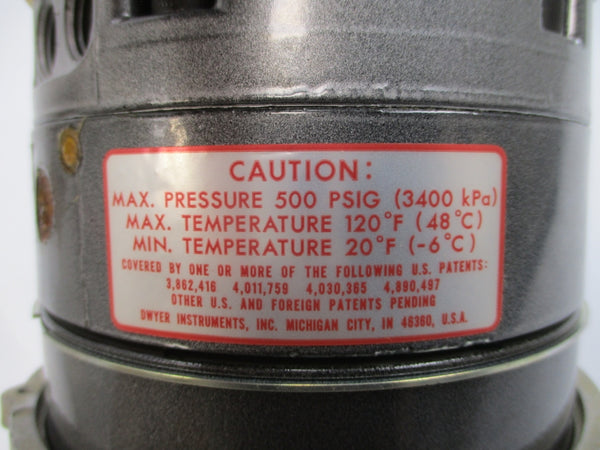 CAUTION:
MAX. PRESSURE 500 PSIG (3400 kPa)
MAX. TEMPERATURE 120°F (48°C)
MIN. TEMPERATURE 20°F (-6°C)
COVERED BY ONE OR MORE OF THE FOLLOWING U.S. PATENTS:
3,862,416 4,011,759 4,030,365 4,890,497
OTHER U.S. AND FOREIGN PATENTS PENDING
DWYER INSTRUMENTS, INC. MICHIGAN CITY, IN 46360, U.S.A.